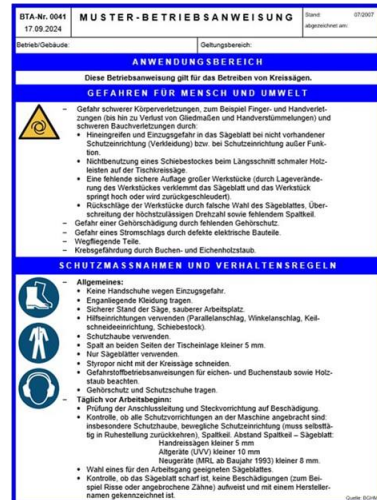 BTA-Nr. 0041
17.09.2024
MUSTER-BETRIEBSANWEISUNG
Stand: 07/2007
abgezeichnet am:
Betrieb/Gebäude:
Geltungsbereich:
ANWENDUNGSBEREICH
Diese Betriebsanweisung gilt für das Betreiben von Kreissägen.
GEFAHREN FÜR MENSCH UND UMWELT
– Gefahr schwerer Körperverletzungen, zum Beispiel Finger- und Handverlet-
zungen (bis hin zu Verlust von Gliedmaßen und Handverstümmelungen) und
schweren Bauchverletzungen durch:
• Hineingreifen und Einzugsgefahr in das Sägeblatt bei nicht vorhandener
Schutzeinrichtung (Verkleidung) bzw. bei Schutzeinrichtung außer Funk-
tion.
• Nichtbenutzung eines Schiebestockes beim Längsschnitt schmaler Holz-
leisten auf der Tischkreissäge.
• Eine fehlende sichere Auflage großer Werkstücke (durch Lageverände-
rung des Werkstückes verklemmt das Sägeblatt und das Werkstück
springt hoch oder wird zurückgeschleudert).
• Rückschläge der Werkstücke durch falsche Wahl des Sägeblattes, Über-
schreitung der höchstzulässigen Drehzahl sowie fehlendem Spaltkeil.
– Gefahr einer Gehörschädigung durch fehlenden Gehörschutz.
– Gefahr eines Stromschlags durch defekte elektrische Bauteile.
– Wegfliegende Teile.
– Krebsgefährdung durch Buchen- und Eichenholzstaub.
SCHUTZMASSNAHMEN UND VERHALTENSREGELN
– Allgemeines:
• Keine Handschuhe wegen Einzugsgefahr.
• Enganliegende Kleidung tragen.
• Sicherer Stand der Säge, sauberer Arbeitsplatz.
• Hilfseinrichtungen verwenden (Parallelanschlag, Winkelanschlag, Keil-
schneideeinrichtung, Schiebestock).
• Schutzhaube verwenden.
• Spalt an beiden Seiten der Tischeinlage kleiner 5 mm.
• Nur Sägeblätter verwenden.
• Styropor nicht mit der Kreissäge schneiden.
• Gefahrstoffbetriebsanweisungen für eichen- und Buchenstaub sowie Holz-
staub beachten.
• Gehörschutz und Schutzschuhe tragen.
– Täglich vor Arbeitsbeginn:
• Prüfung der Anschlussleitung und Steckvorrichtung auf Beschädigung.
• Kontrolle, ob alle Schutzvorrichtungen an der Maschine angebracht sind:
insbesondere Schutzhaube, bewegliche Schutzeinrichtung (muss selbsttä-
tig in Ruhestellung zurückkehren), Spaltkeil. Abstand Spaltkeil – Sägeblatt:
Handkreissägen kleiner 5 mm
Altgeräte (UVV) kleiner 10 mm
Neugeräte (MRL ab Baujahr 1993) kleiner 8 mm.
• Wahl eines für den Arbeitsgang geeigneten Sägeblattes.
• Kontrolle, ob das Sägeblatt scharf ist, keine Beschädigungen (zum Bei-
spiel Risse oder angebrochene Zähne) aufweist und mit einem Hersteller-
namen gekennzeichnet ist.
Quelle: BGHM